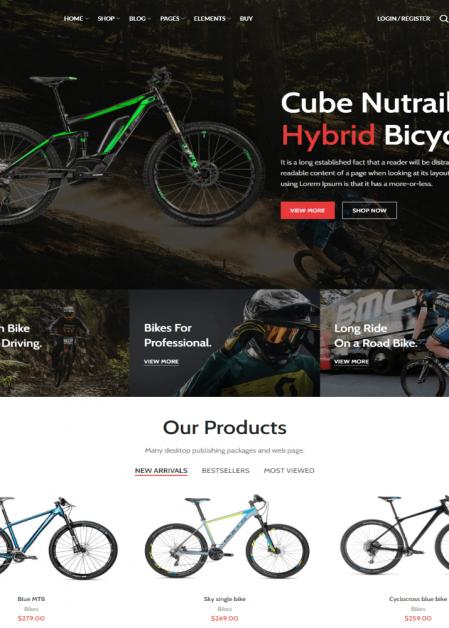 HOME SHOP BLOG PAGES ELEMENTS BUY LOGIN / REGISTER
Cube Nutrail
Hybrid Bicyc
It is a long established fact that a reader will be distra
readable content of a page when looking at its layout
using Lorem Ipsum is that it has a more-or-less.
VIEW MORE SHOP NOW
h Bike
Driving.
Bikes For
Professional.
VIEW MORE
BMC
Long Ride
On a Road Bike.
VIEW MORE
Our Products
Many desktop publishing packages and web page.
NEW ARRIVALS BESTSELLERS MOST VIEWED
Blue MTB
Bikes
$279.00
Sky single bike
Bikes
$269.00
Cyclocross blue bike
Bikes
$259.00